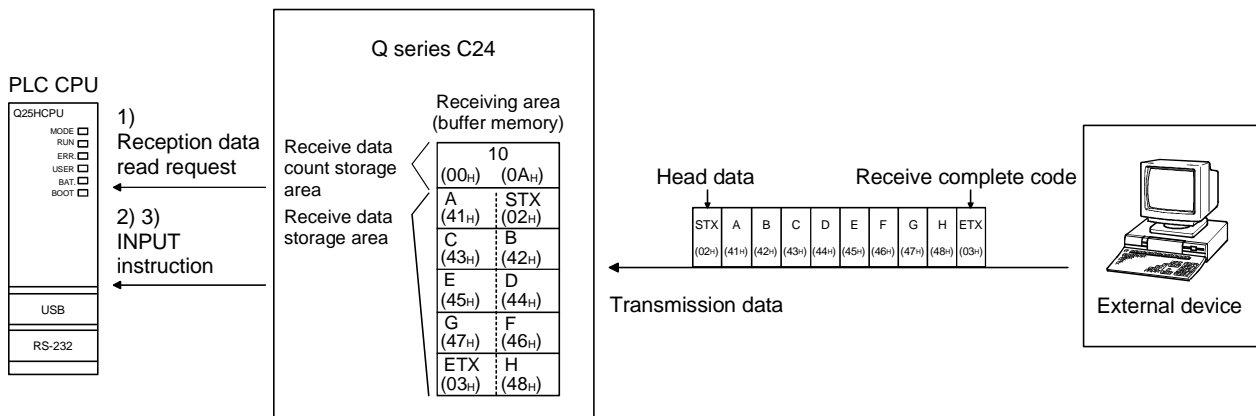 Q series C24
PLC CPU
Q25HCPU
MODE
RUN
ERR.
USER
BAT.
BOOT
USB
RS-232
1)
Reception data
read request
2) 3)
INPUT
instruction
Receiving area
(buffer memory)
Receive data
count storage
area
Receive data
storage area
10
(00H) (0AH)
A STX
(41H) (02H)
C B
(43H) (42H)
E D
(45H) (44H)
G F
(47H) (46H)
ETX H
(03H) (48H)
Head data Receive complete code
STX A B C D E F G H ETX
(02H) (41H) (42H) (43H) (44H) (45H) (46H) (47H) (48H) (03H)
Transmission data
External device